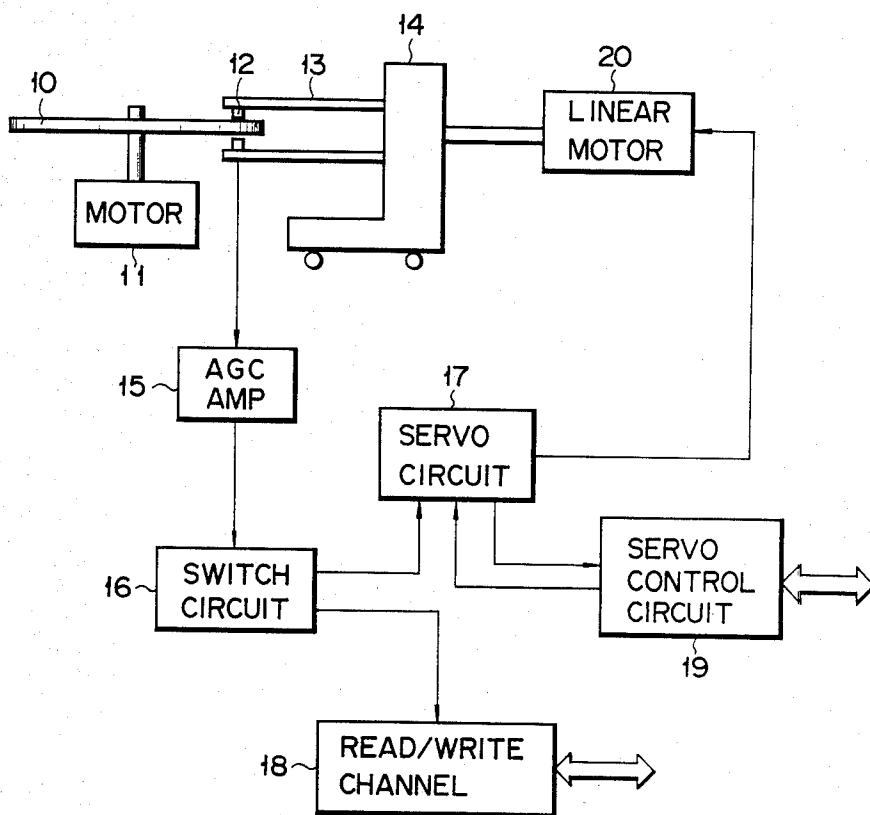 14
20
10
12
13
LINEAR
MOTOR
MOTOR
11
AGC
AMP
15
17
SERVO
CIRCUIT
SWITCH
CIRCUIT
16
SERVO
CONTROL
CIRCUIT
19
READ/WRITE
CHANNEL
18